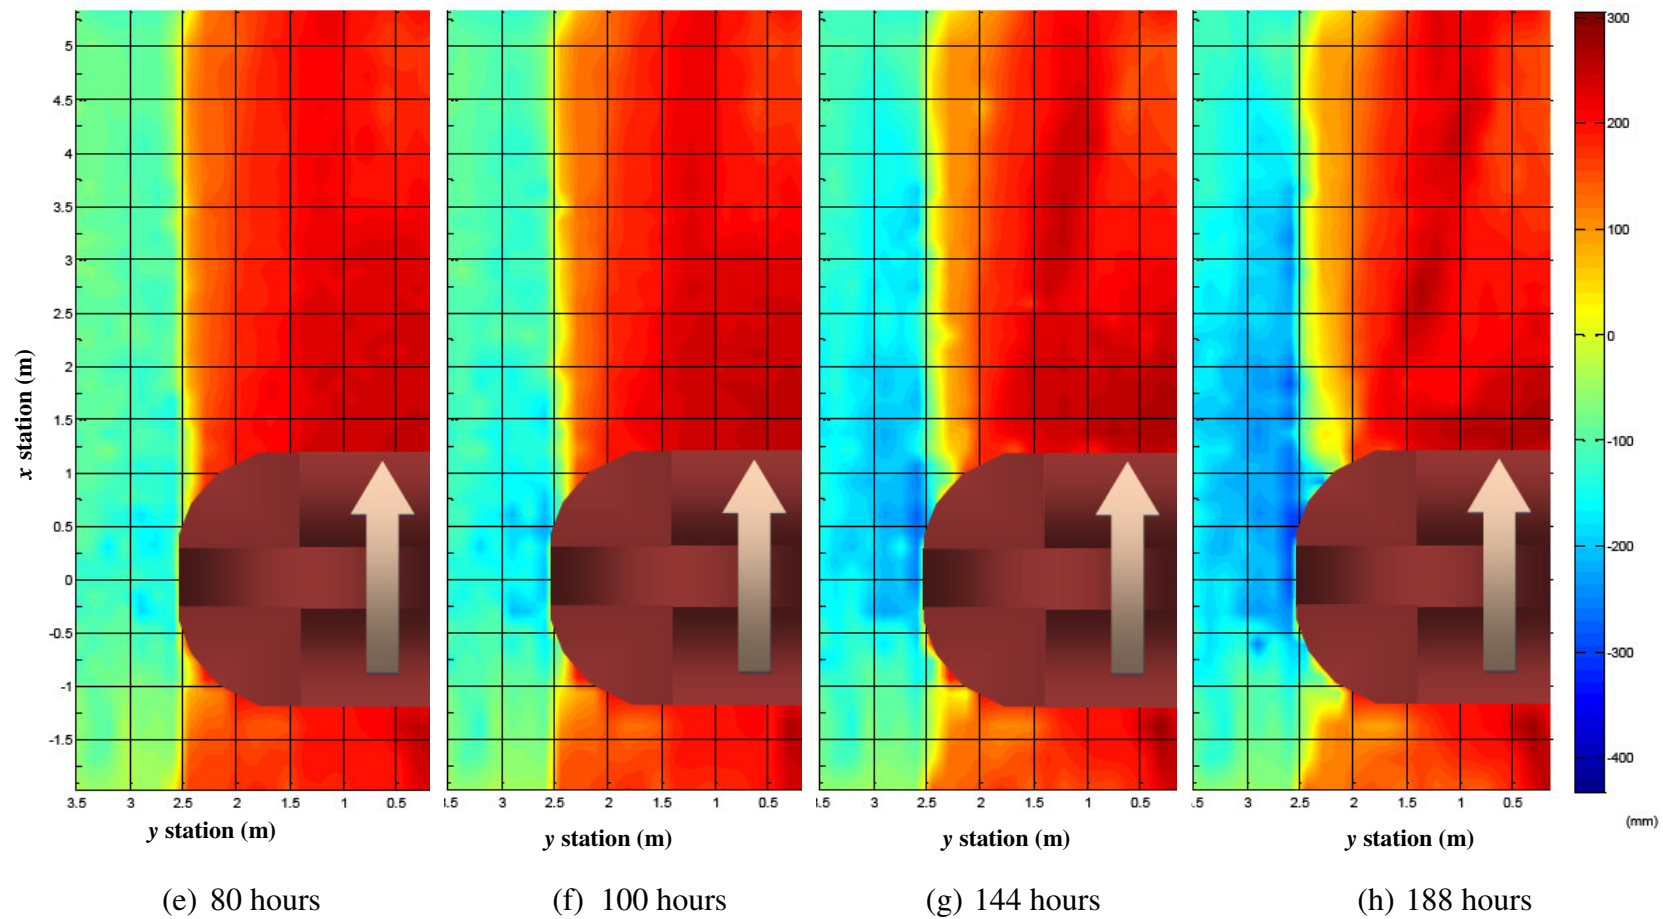 x station (m)
5
4.5
4
3.5
3
2.5
2
1.5
1
0.5
0
-0.5
-1
-1.5
3.5 3 2.5 2 1.5 1 0.5
.5 3 2.5 2 1.5 1 0.5
.5 3 2.5 2 1.5 1 0.5
.5 3 2.5 2 1.5 1 0.5
y station (m)
y station (m)
y station (m)
y station (m)
300
200
100
0
-100
-200
-300
-400
(mm)
(e) 80 hours
(f) 100 hours
(g) 144 hours
(h) 188 hours